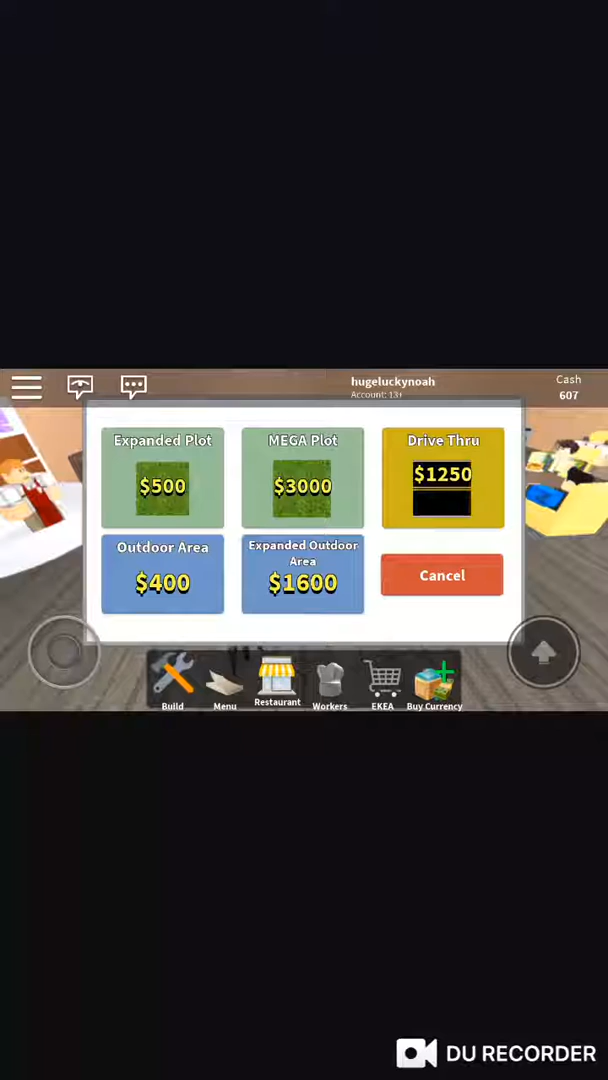 hugeluckynoah
Account: 13+
Cash
607
Expanded Plot
$500
MEGA Plot
$3000
Drive Thru
$1250
Outdoor Area
$400
Expanded Outdoor
Area
$1600
Cancel
Build
Menu
Restaurant
Workers
EKEA
Buy Currency
DU RECORDER